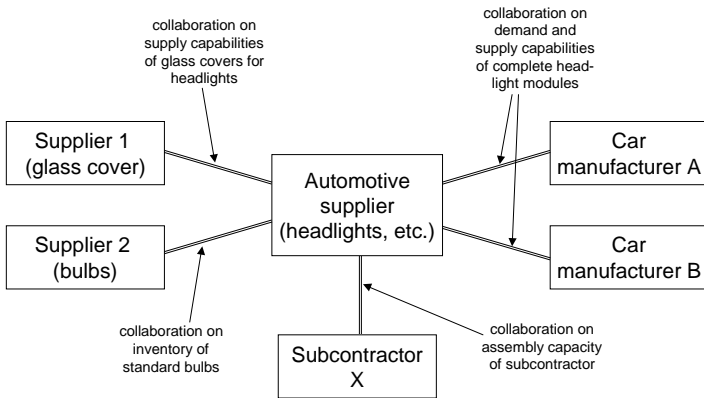 collaboration on
supply capabilities
of glass covers for
headlights
collaboration on
demand and
supply capabilities
of complete head-
light modules
Supplier 1
(glass cover)
Automotive
supplier
(headlights, etc.)
Car
manufacturer A
Supplier 2
(bulbs)
Car
manufacturer B
collaboration on
inventory of
standard bulbs
Subcontractor
X
collaboration on
assembly capacity
of subcontractor